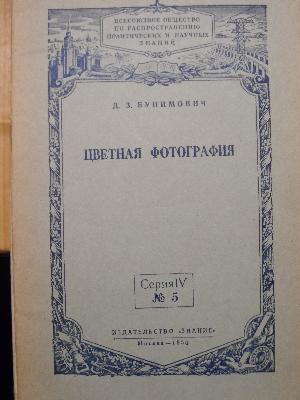 ВСЕСОЮЗНОЕ ОБЩЕСТВО
ПО РАСПРОСТРАНЕНИЮ
ПОЛИТИЧЕСКИХ И НАУЧНЫХ
ЗНАНИЙ
Д. З. БУНИМОВИЧ
ЦВЕТНАЯ ФОТОГРАФИЯ
Серия IV
№ 5
ИЗДАТЕЛЬСТВО «ЗНАНИЕ»
Москва —